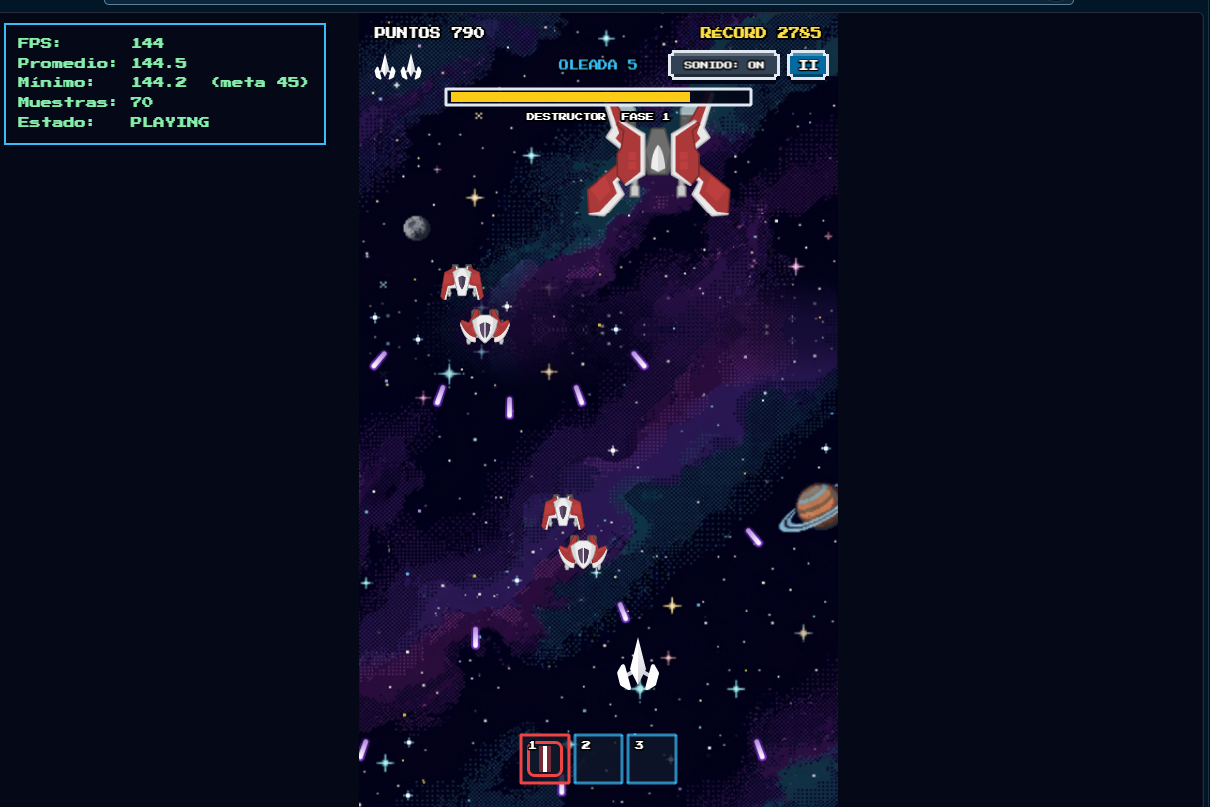 FPS: 144
Promedio: 144.5
Mínimo: 144.2 (meta 45)
Muestras: 70
Estado: PLAYING
PUNTOS 790
RÉCORD 2785
OLEADA 5
SONIDO: ON
II
DESTRUCTOR FASE 1
1
2
3